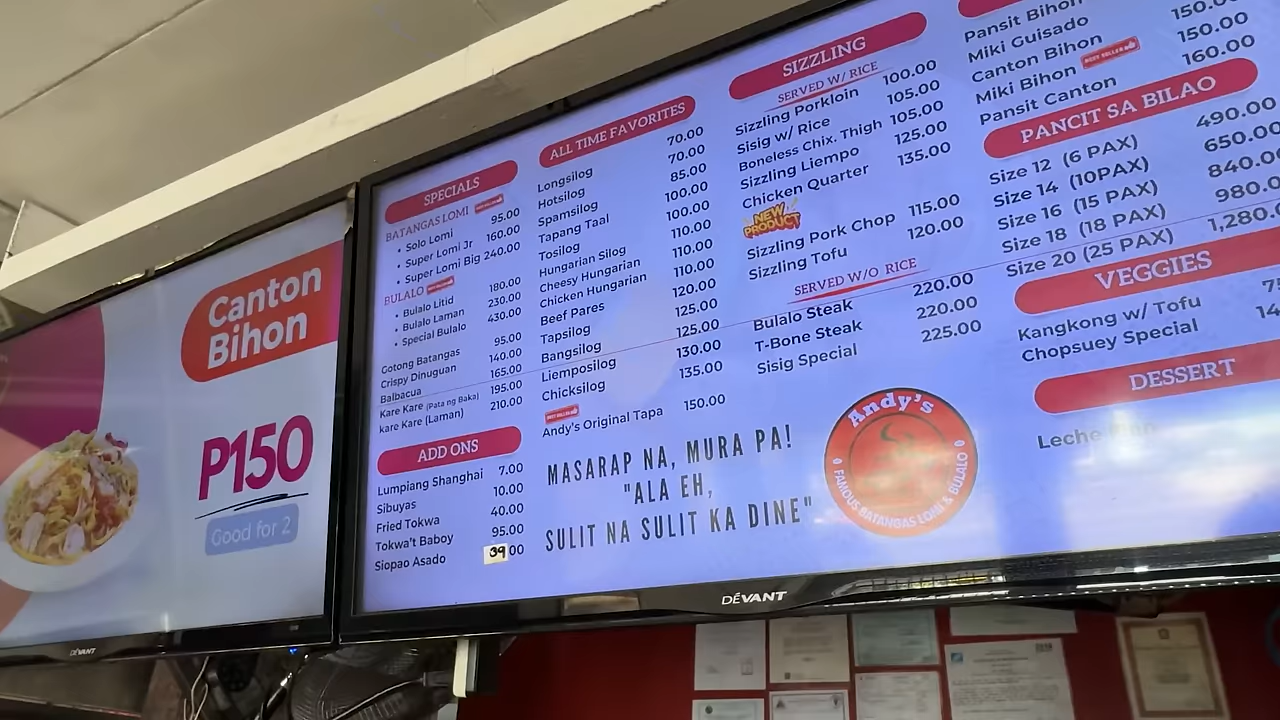 Canton
Bihon
P150
Good for 2
DEVANT
SPECIALS
BATANGAS LOMI BEST SELLER
• Solo Lomi 95.00
• Super Lomi Jr 160.00
• Super Lomi Big 240.00
BULALO
• Bulalo Litid 180.00
• Bulalo Laman 230.00
• Special Bulalo 430.00
Gotong Batangas 95.00
Crispy Dinuguan 140.00
Balbacua 165.00
Kare Kare (Pata ng Baka) 195.00
kare Kare (Laman) 210.00
ADD ONS
Lumpiang Shanghai 7.00
Sibuyas 10.00
Fried Tokwa 40.00
Tokwa't Baboy 95.00
Siopao Asado 39.00
ALL TIME FAVORITES
Longsilog 70.00
Hotsilog 70.00
Spamsilog 85.00
Tapang Taal 100.00
Tosilog 100.00
Hungarian Silog 110.00
Cheesy Hungarian 110.00
Chicken Hungarian 110.00
Beef Pares 120.00
Tapsilog 125.00
Bangsilog 125.00
Liemposilog 130.00
Chicksilog 135.00
BEST SELLER
Andy's Original Tapa 150.00
MASARAP NA, MURA PA!
"ALA EH,
SULIT NA SULIT KA DINE"
SIZZLING
SERVED W/ RICE
Sizzling Porkloin 100.00
Sisig w/ Rice 105.00
Boneless Chix. Thigh 105.00
Sizzling Liempo 125.00
Chicken Quarter 135.00
NEW PRODUCT
Sizzling Pork Chop 115.00
Sizzling Tofu 120.00
SERVED W/O RICE
Bulalo Steak 220.00
T-Bone Steak 220.00
Sisig Special 225.00
Andy's
FAMOUS BATANGAS LOMI & BULALO
Pansit Bihon
Miki Guisado 150.00
Canton Bihon 150.00
Miki Bihon BEST SELLER 160.00
Pansit Canton
PANCIT SA BILAO
Size 12 (6 PAX) 490.00
Size 14 (10PAX) 650.00
Size 16 (15 PAX) 840.0
Size 18 (18 PAX) 980.0
Size 20 (25 PAX) 1,280.
VEGGIES
Kangkong w/ Tofu
Chopsuey Special
DESSERT
Leche
DEVANT